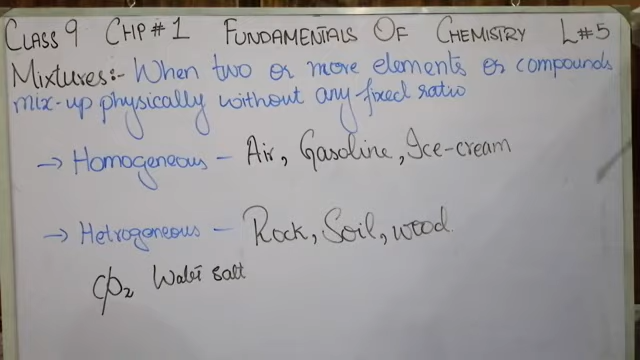 CLASS 9 CHP#1 FUNDAMENTALS OF CHEMISTRY L#5
Mixtures:- When two or more elements or compounds
mix-up physically without any fixed ratio
→ Homogeneous - Air, Gasoline, Ice-cream
→ Hetrogeneous - Rock, Soil, wood
Water salt